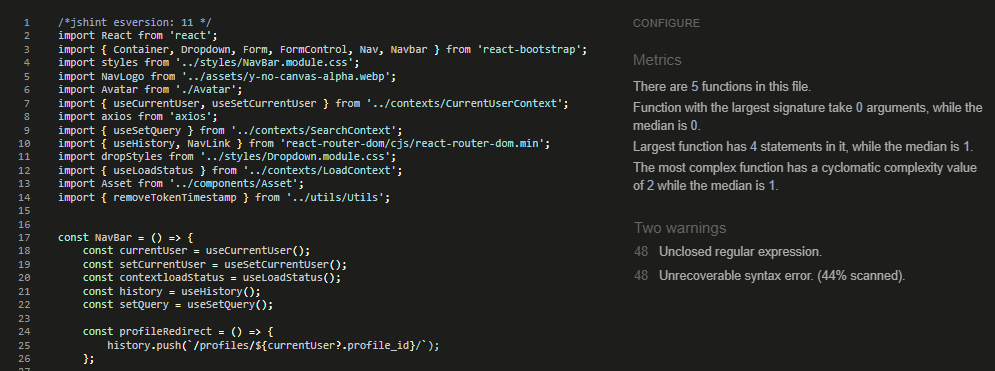 1 /*jshint esversion: 11 */
2 import React from 'react';
3 import { Container, Dropdown, Form, FormControl, Nav, Navbar } from 'react-bootstrap';
4 import styles from '../styles/NavBar.module.css';
5 import NavLogo from '../assets/y-no-canvas-alpha.webp';
6 import Avatar from './Avatar';
7 import { useCurrentUser, useSetCurrentUser } from '../contexts/CurrentUserContext';
8 import axios from 'axios';
9 import { useSetQuery } from '../contexts/SearchContext';
10 import { useHistory, NavLink } from 'react-router-dom/cjs/react-router-dom.min';
11 import dropStyles from '../styles/Dropdown.module.css';
12 import { useLoadStatus } from '../contexts/LoadContext';
13 import Asset from '../components/Asset';
14 import { removeTokenTimestamp } from '../utils/Utils';
15
16
17 const NavBar = () => {
18 const currentUser = useCurrentUser();
19 const setCurrentUser = useSetCurrentUser();
20 const contextloadStatus = useLoadStatus();
21 const history = useHistory();
22 const setQuery = useSetQuery();
23
24 const profileRedirect = () => {
25 history.push(`/profiles/${currentUser?.profile_id}/`);
26 };
27
CONFIGURE
Metrics
There are 5 functions in this file.
Function with the largest signature take 0 arguments, while the
median is 0.
Largest function has 4 statements in it, while the median is 1.
The most complex function has a cyclomatic complexity value
of 2 while the median is 1.
Two warnings
48 Unclosed regular expression.
48 Unrecoverable syntax error. (44% scanned).